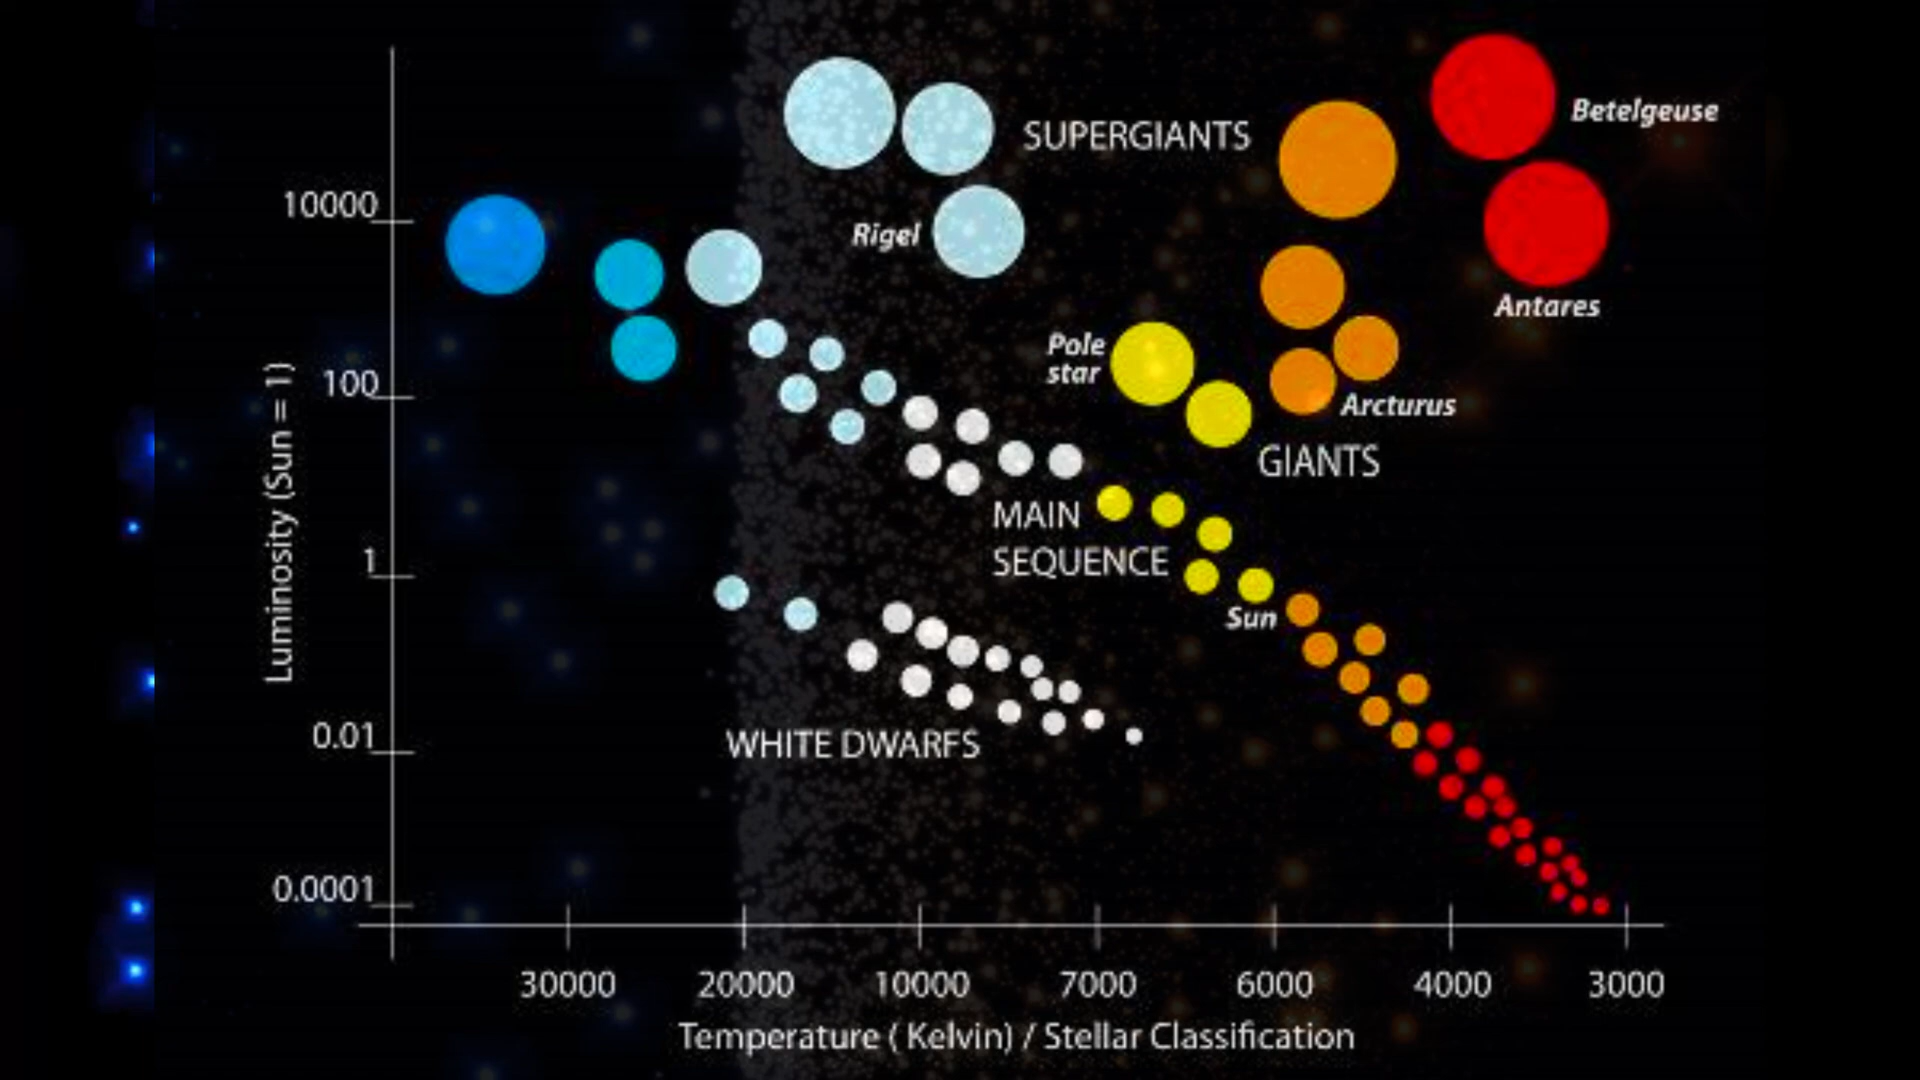 Betelgeuse
SUPERGIANTS
10000
Rigel
Antares
Pole
star
100
Arcturus
GIANTS
MAIN
SEQUENCE
1
Sun
Luminosity (Sun = 1)
0.01
WHITE DWARFS
0.0001
30000 20000 10000 7000 6000 4000 3000
Temperature ( Kelvin) / Stellar Classification